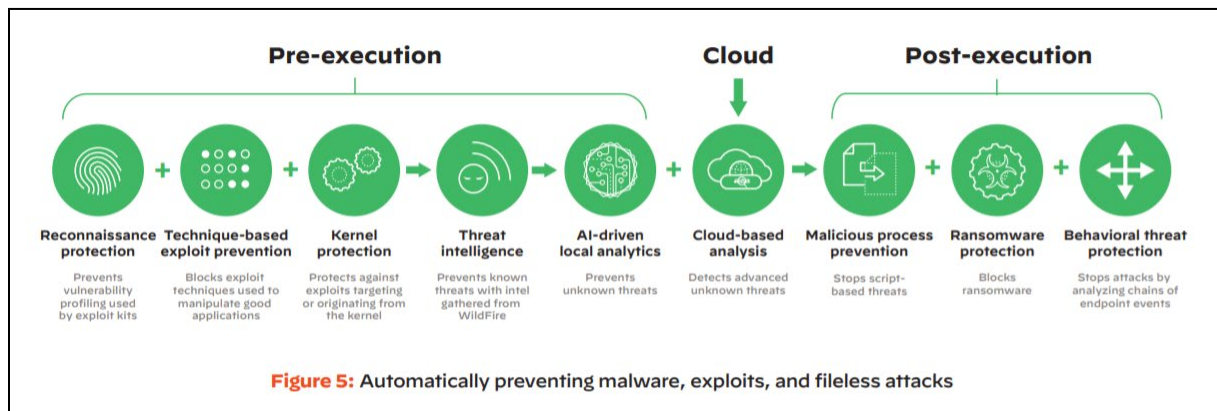 Pre-execution
Cloud
Post-execution
Reconnaissance
protection
Prevents
vulnerability
profiling used
by exploit kits
Technique-based
exploit prevention
Blocks exploit
techniques used to
manipulate good
applications
Kernel
protection
Protects against
exploits targeting
or originating from
the kernel
Threat
intelligence
Prevents known
threats with intel
gathered from
WildFire
AI-driven
local analytics
Prevents
unknown threats
Cloud-based
analysis
Detects advanced
unknown threats
Malicious process
prevention
Stops script-
based threats
Ransomware
protection
Blocks
ransomware
Behavioral threat
protection
Stops attacks by
analyzing chains of
endpoint events
Figure 5: Automatically preventing malware, exploits, and fileless attacks